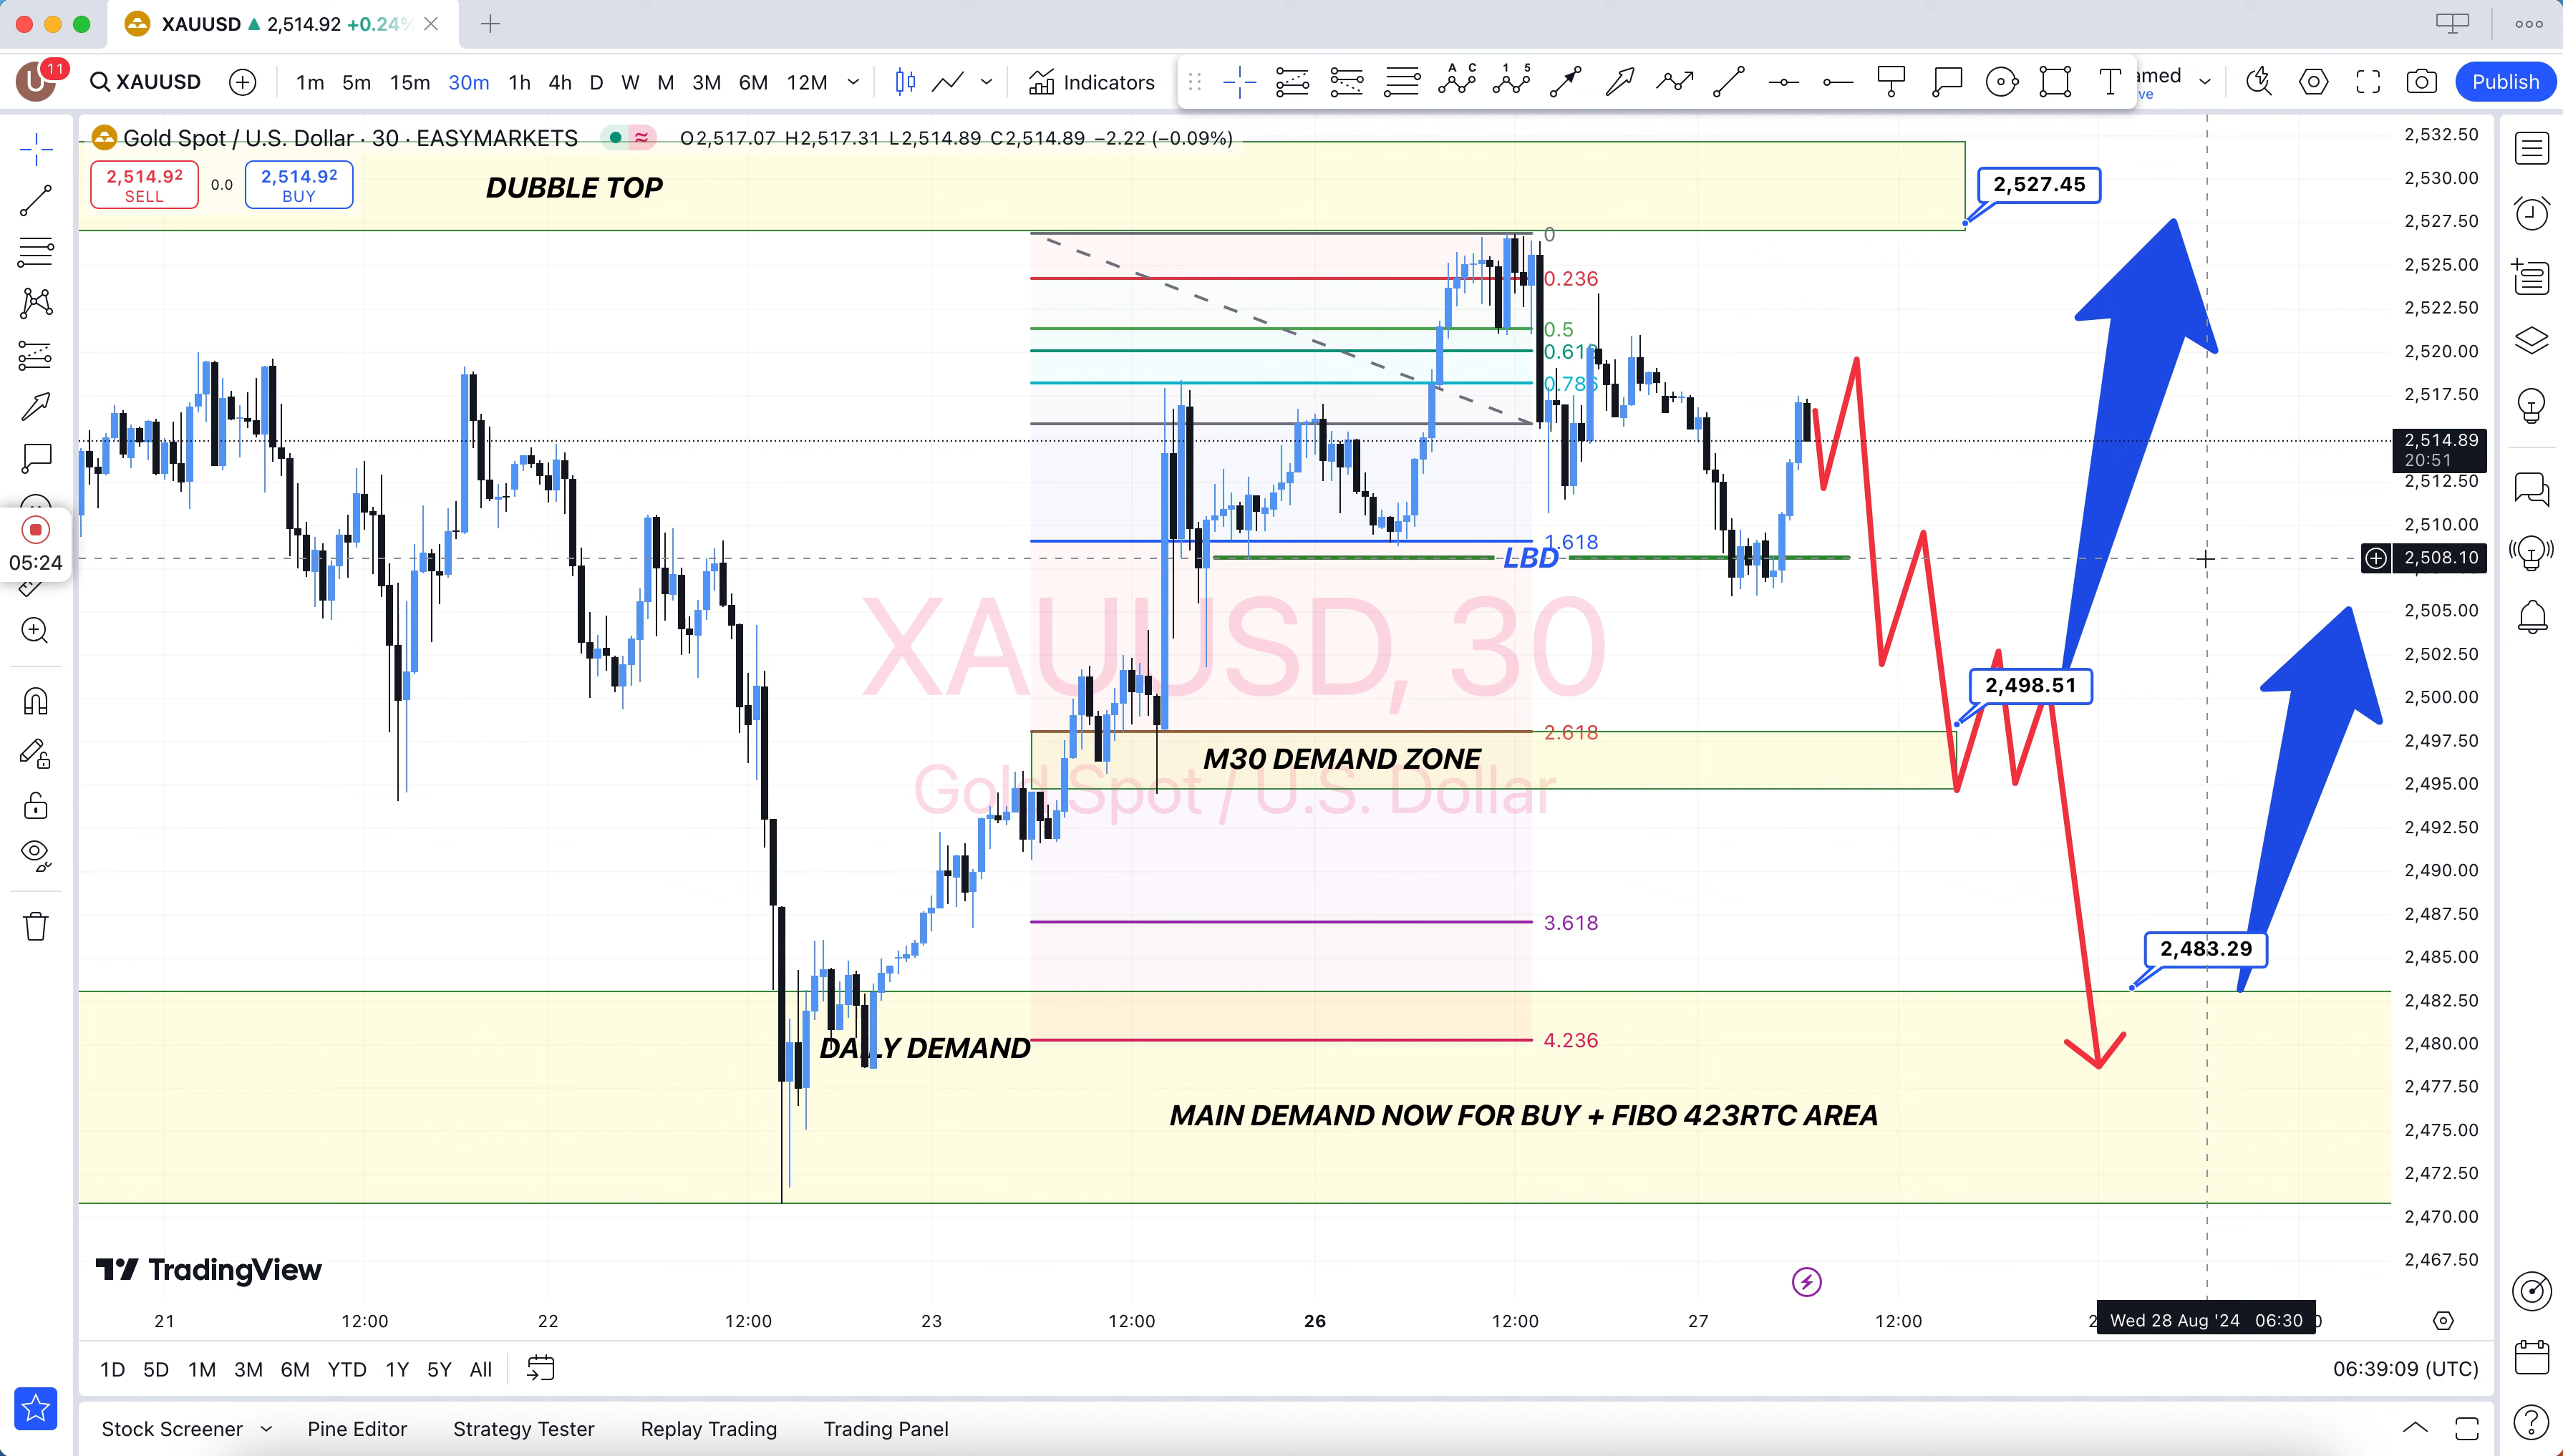 XAUUSD ▲ 2,514.92 +0.24%
U 11 XAUUSD 1m 5m 15m 30m 1h 4h D W M 3M 6M 12M Indicators A C 1 5 T amed Publish
ve
Gold Spot / U.S. Dollar · 30 · EASYMARKETS O2,517.07 H2,517.31 L2,514.89 C2,514.89 −2.22 (−0.09%)
2,514.92 SELL 0.0 2,514.92 BUY
DUBBLE TOP
2,527.45
0
0.236
0.5
0.618
0.786
1.618
LBD
05:24
XAUUSD, 30
Gold Spot / U.S. Dollar
2,498.51
2.618
M30 DEMAND ZONE
3.618
2,483.29
4.236
DAILY DEMAND
MAIN DEMAND NOW FOR BUY + FIBO 423RTC AREA
2,532.50
2,530.00
2,527.50
2,525.00
2,522.50
2,520.00
2,517.50
2,514.89
20:51
2,512.50
2,510.00
2,508.10
2,505.00
2,502.50
2,500.00
2,497.50
2,495.00
2,492.50
2,490.00
2,487.50
2,485.00
2,482.50
2,480.00
2,477.50
2,475.00
2,472.50
2,470.00
2,467.50
TradingView
21 12:00 22 12:00 23 12:00 26 12:00 27 12:00 Wed 28 Aug '24 06:30
1D 5D 1M 3M 6M YTD 1Y 5Y All 06:39:09 (UTC)
Stock Screener Pine Editor Strategy Tester Replay Trading Trading Panel